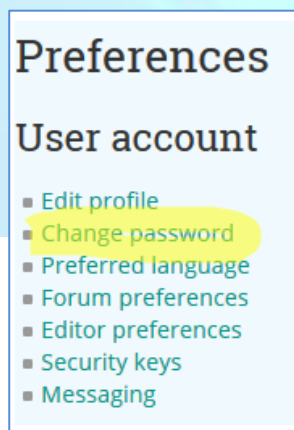 Preferences
User account
Edit profile
Change password
Preferred language
Forum preferences
Editor preferences
Security keys
Messaging